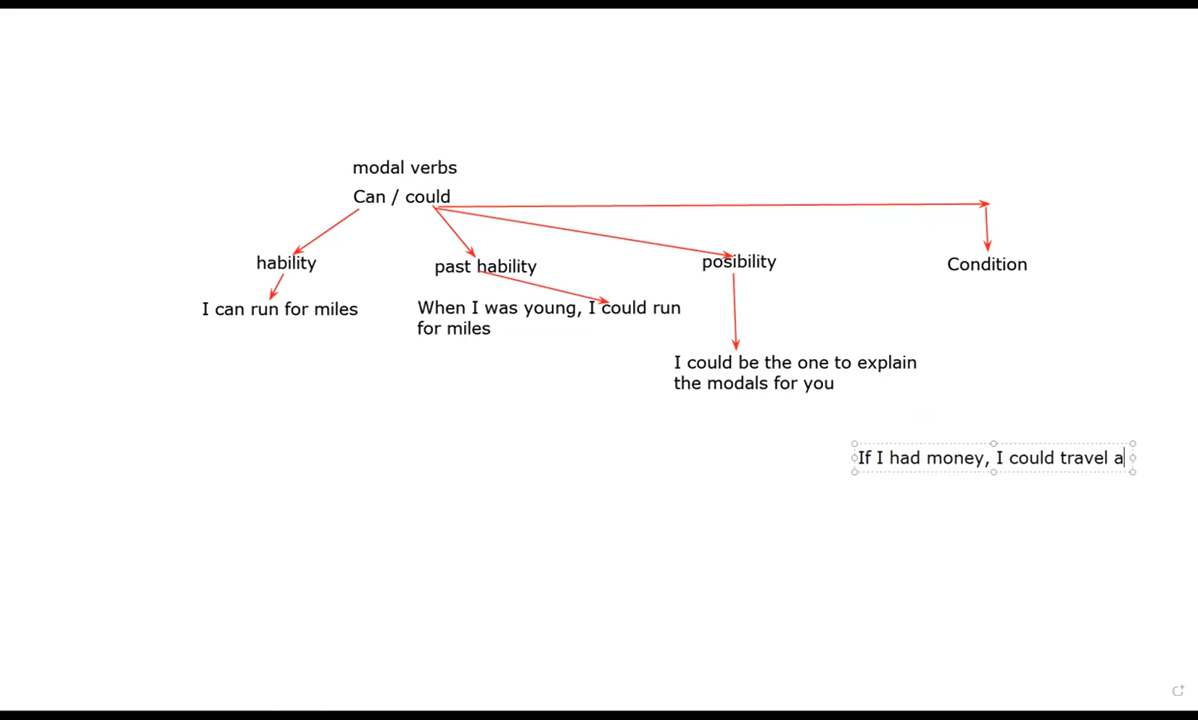 modal verbs
Can / could
hability
past hability
posibility
Condition
I can run for miles
When I was young, I could run
for miles
I could be the one to explain
the modals for you
If I had money, I could travel a